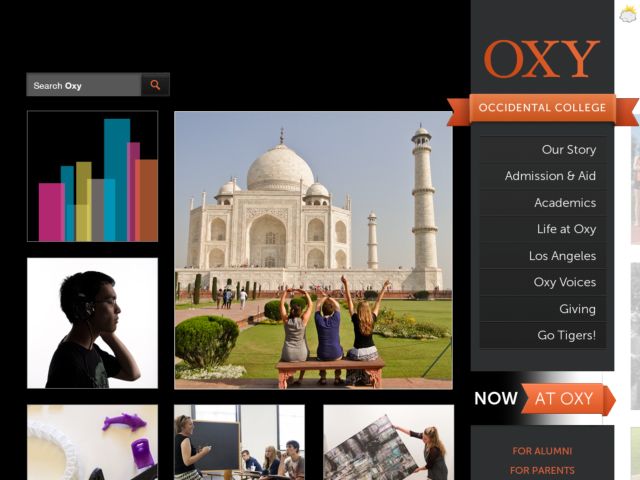 Search Oxy
OXY
OCCIDENTAL COLLEGE
Our Story
Admission & Aid
Academics
Life at Oxy
Los Angeles
Oxy Voices
Giving
Go Tigers!
NOW AT OXY
FOR ALUMNI
FOR PARENTS